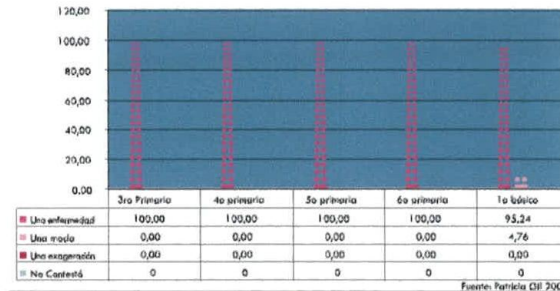 120,00
100,00
80,00
60,00
40,00
20,00
0,00
3ro Primaria 4o primaria 5o primaria 6o primaria 1o básico
Una enfermedad 100,00 100,00 100,00 100,00 95,24
Una moda 0,00 0,00 0,00 0,00 4,76
Una exageración 0,00 0,00 0,00 0,00 0,00
No Contestó 0 0 0 0 0
Fuente: Patricia Gil